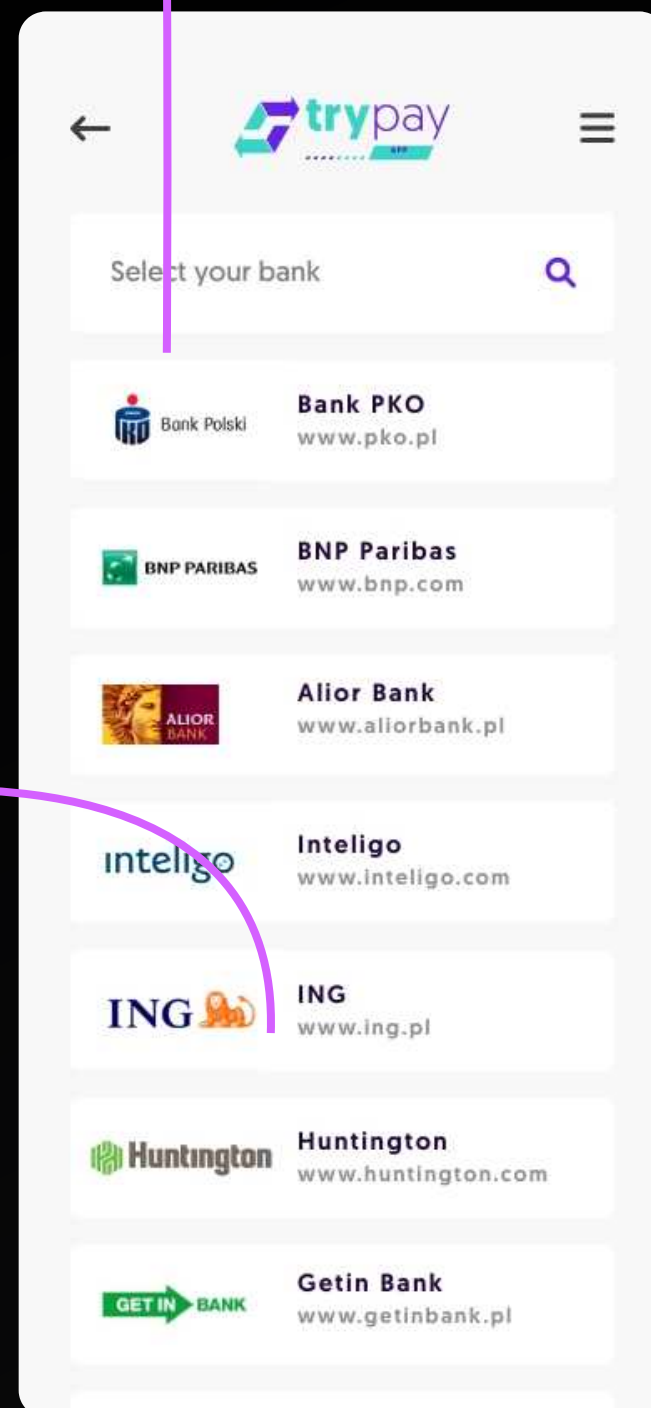 trypay
APP
Select your bank
Bank Polski
Bank PKO
www.pko.pl
BNP PARIBAS
BNP Paribas
www.bnp.com
ALIOR
BANK
Alior Bank
www.aliorbank.pl
inteligo
Inteligo
www.inteligo.com
ING
ING
www.ing.pl
Huntington
Huntington
www.huntington.com
GET IN BANK
Getin Bank
www.getinbank.pl